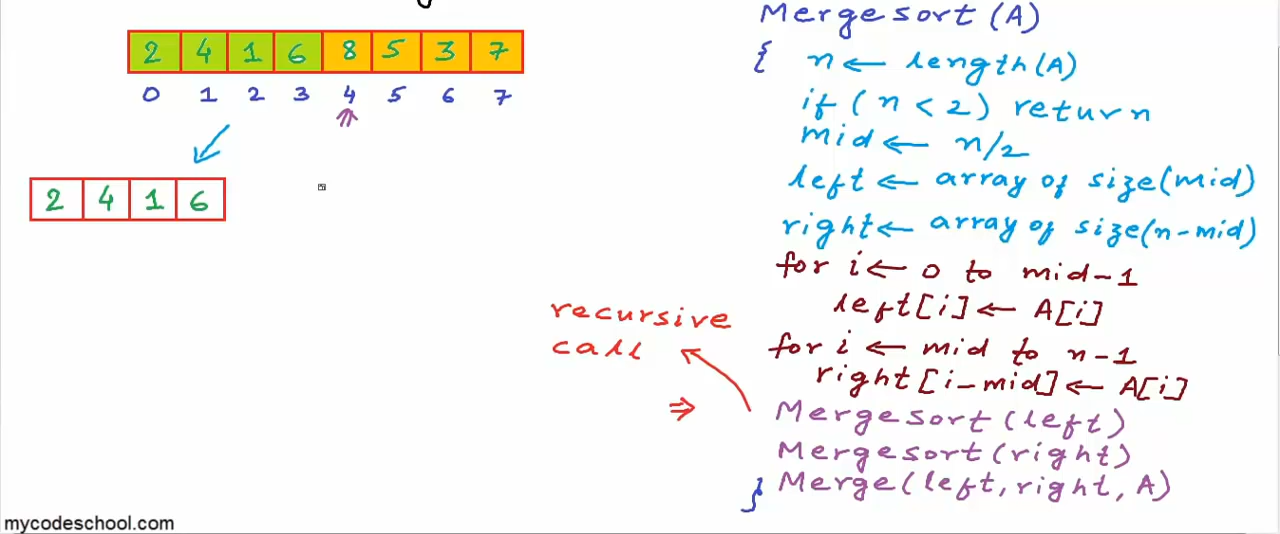 2 4 1 6 8 5 3 7
0 1 2 3 4 5 6 7
2 4 1 6
recursive
call
Mergesort(A)
{ n ← length(A)
if (n < 2) return
mid ← n/2
left ← array of size(mid)
right ← array of size(n-mid)
for i ← 0 to mid-1
left[i] ← A[i]
for i ← mid to n-1
right[i-mid] ← A[i]
⇒ Mergesort(left)
Mergesort(right)
} Merge(left, right, A)
mycodeschool.com